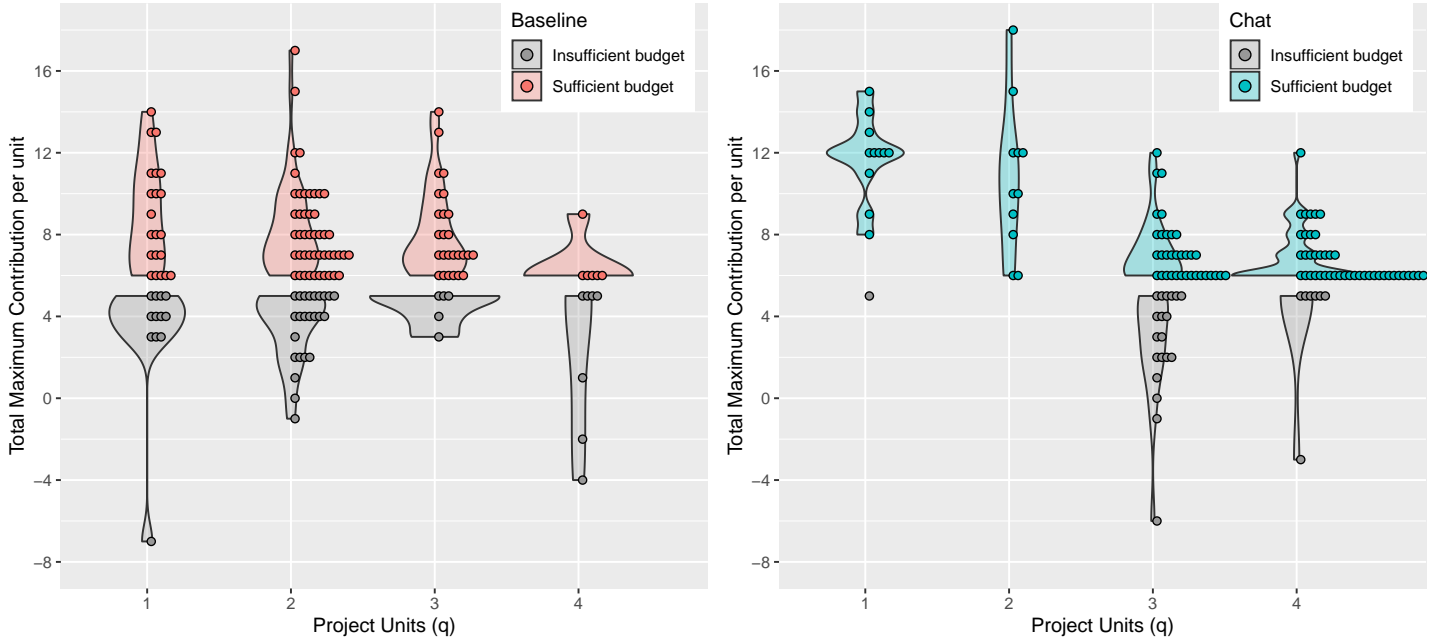 Baseline
Insufficient budget
Sufficient budget
Total Maximum Contribution per unit
16
12
8
4
0
−4
−8
1 2 3 4
Project Units (q)
Chat
Insufficient budget
Sufficient budget
Total Maximum Contribution per unit
16
12
8
4
0
−4
−8
1 2 3 4
Project Units (q)